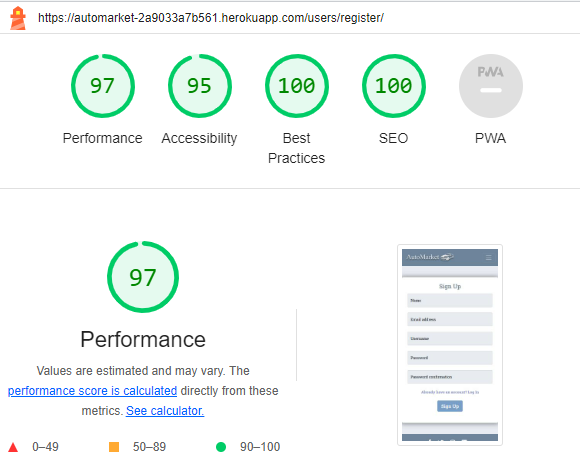 https://automarket-2a9033a7b561.herokuapp.com/users/register/
97
95
100
100
PWA
Performance
Accessibility
Best
Practices
SEO
PWA
97
Performance
Values are estimated and may vary. The
performance score is calculated directly from these
metrics. See calculator.
0–49
50–89
90–100
AutoMarket
Sign Up
Name
Email address
Username
Password
Password confirmation
Already have an account? Log in
Sign Up